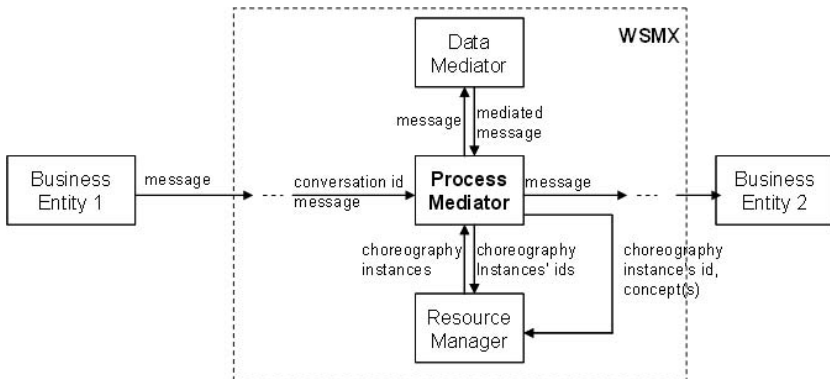 WSMX
Data
Mediator
message
mediated
message
Business
Entity 1
message
...
conversation id
message
Process
Mediator
message
...
Business
Entity 2
choreography
instances
choreography
Instances' ids
choreography
instance's id,
concept(s)
Resource
Manager